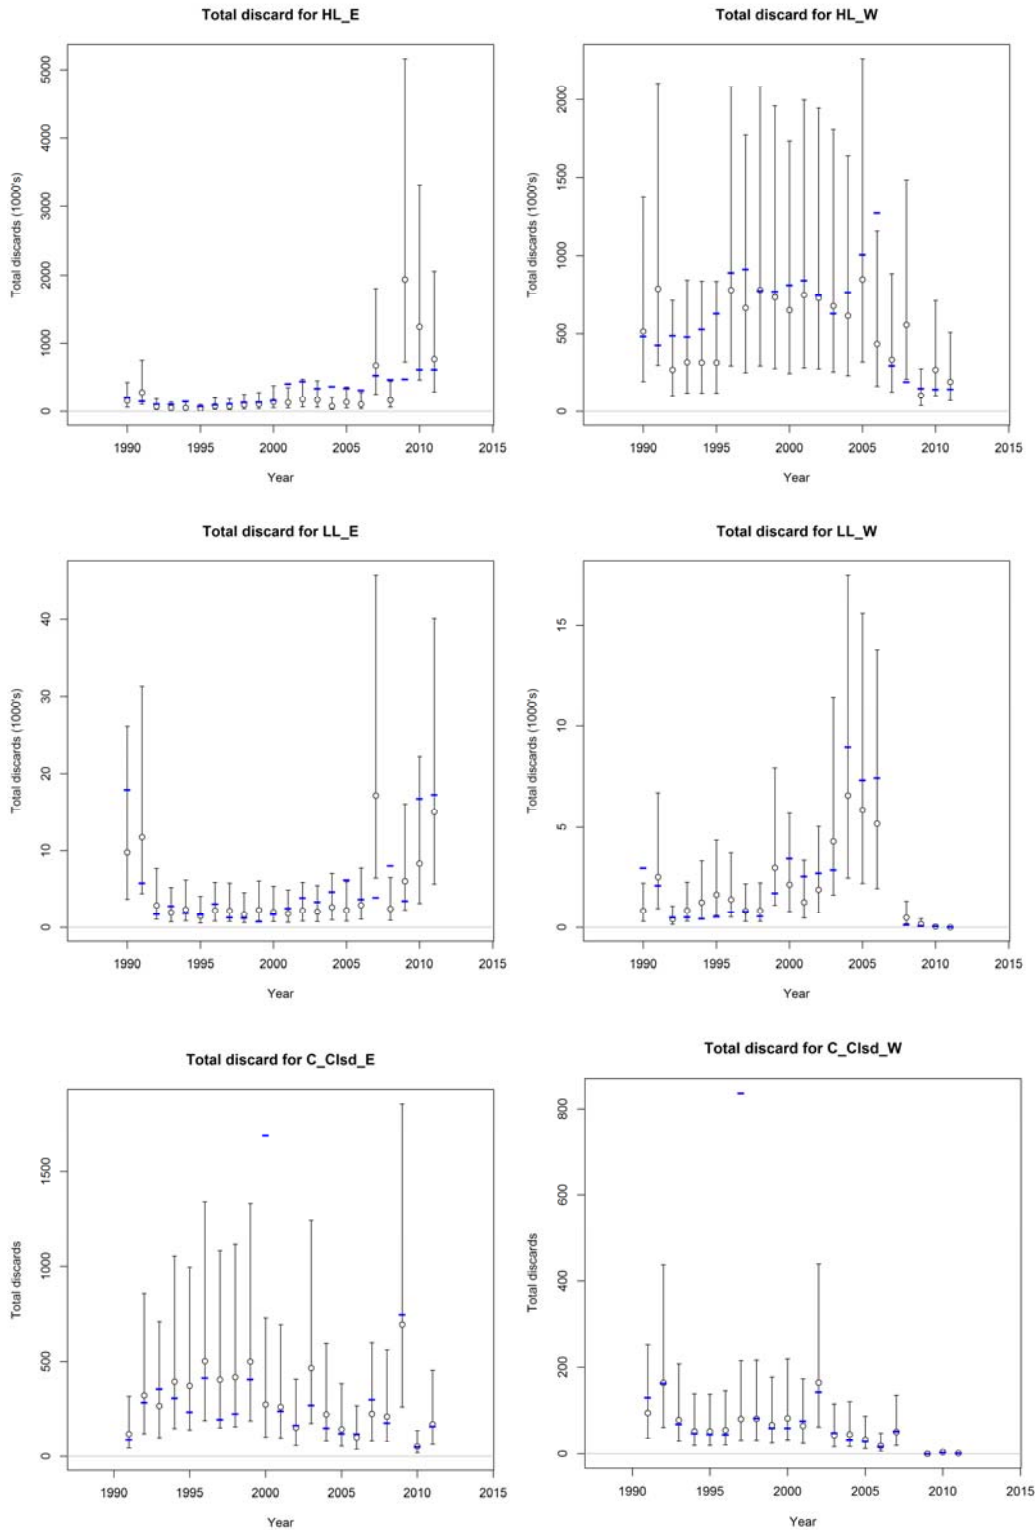 Total discard for HL_E
Total discards (1000's)
5000
4000
3000
2000
1000
0
1990 1995 2000 2005 2010 2015
Year
Total discard for HL_W
Total discards (1000's)
2000
1500
1000
500
0
1990 1995 2000 2005 2010 2015
Year
Total discard for LL_E
Total discards (1000's)
40
30
20
10
0
1990 1995 2000 2005 2010 2015
Year
Total discard for LL_W
Total discards (1000's)
15
10
5
0
1990 1995 2000 2005 2010 2015
Year
Total discard for C_Clsd_E
Total discards
1500
1000
500
0
1990 1995 2000 2005 2010 2015
Year
Total discard for C_Clsd_W
Total discards
800
600
400
200
0
1990 1995 2000 2005 2010 2015
Year